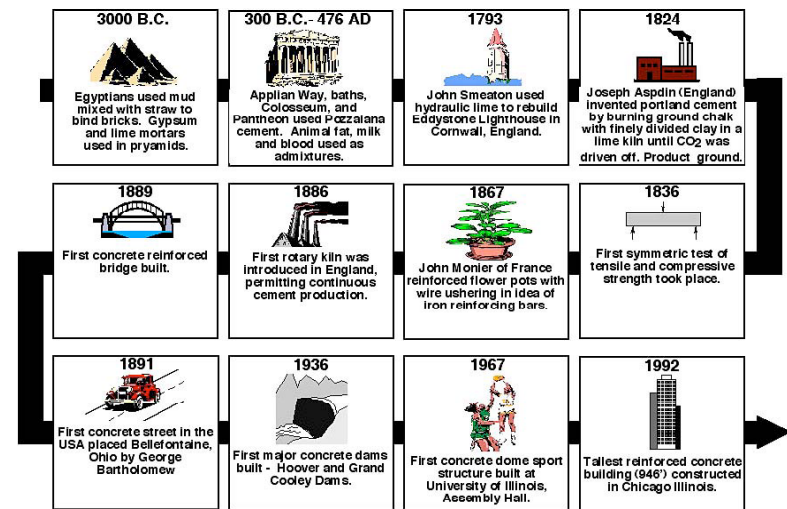 3000 B.C.
Egyptians used mud
mixed with straw to
bind bricks. Gypsum
and lime mortars
used in pryamids.
300 B.C.- 476 AD
Applian Way, baths,
Colosseum, and
Pantheon used Pozzalana
cement. Animal fat, milk
and blood used as
admixtures.
1793
John Smeaton used
hydraulic lime to rebuild
Eddystone Lighthouse in
Cornwall, England.
1824
Joseph Aspdin (England)
invented portland cement
by burning ground chalk
with finely divided clay in a
lime kiln until CO2 was
driven off. Product ground.
1836
First symmetric test of
tensile and compressive
strength took place.
1867
John Monier of France
reinforced flower pots with
wire ushering in idea of
iron reinforcing bars.
1886
First rotary kiln was
introduced in England,
permitting continuous
cement production.
1889
First concrete reinforced
bridge built.
1891
First concrete street in the
USA placed Bellefontaine,
Ohio by George
Bartholomew
1936
First major concrete dams
built - Hoover and Grand
Cooley Dams.
1967
First concrete dome sport
structure built at
University of Illinois,
Assembly Hall.
1992
Tallest reinforced concrete
building (946') constructed
in Chicago Illinois.